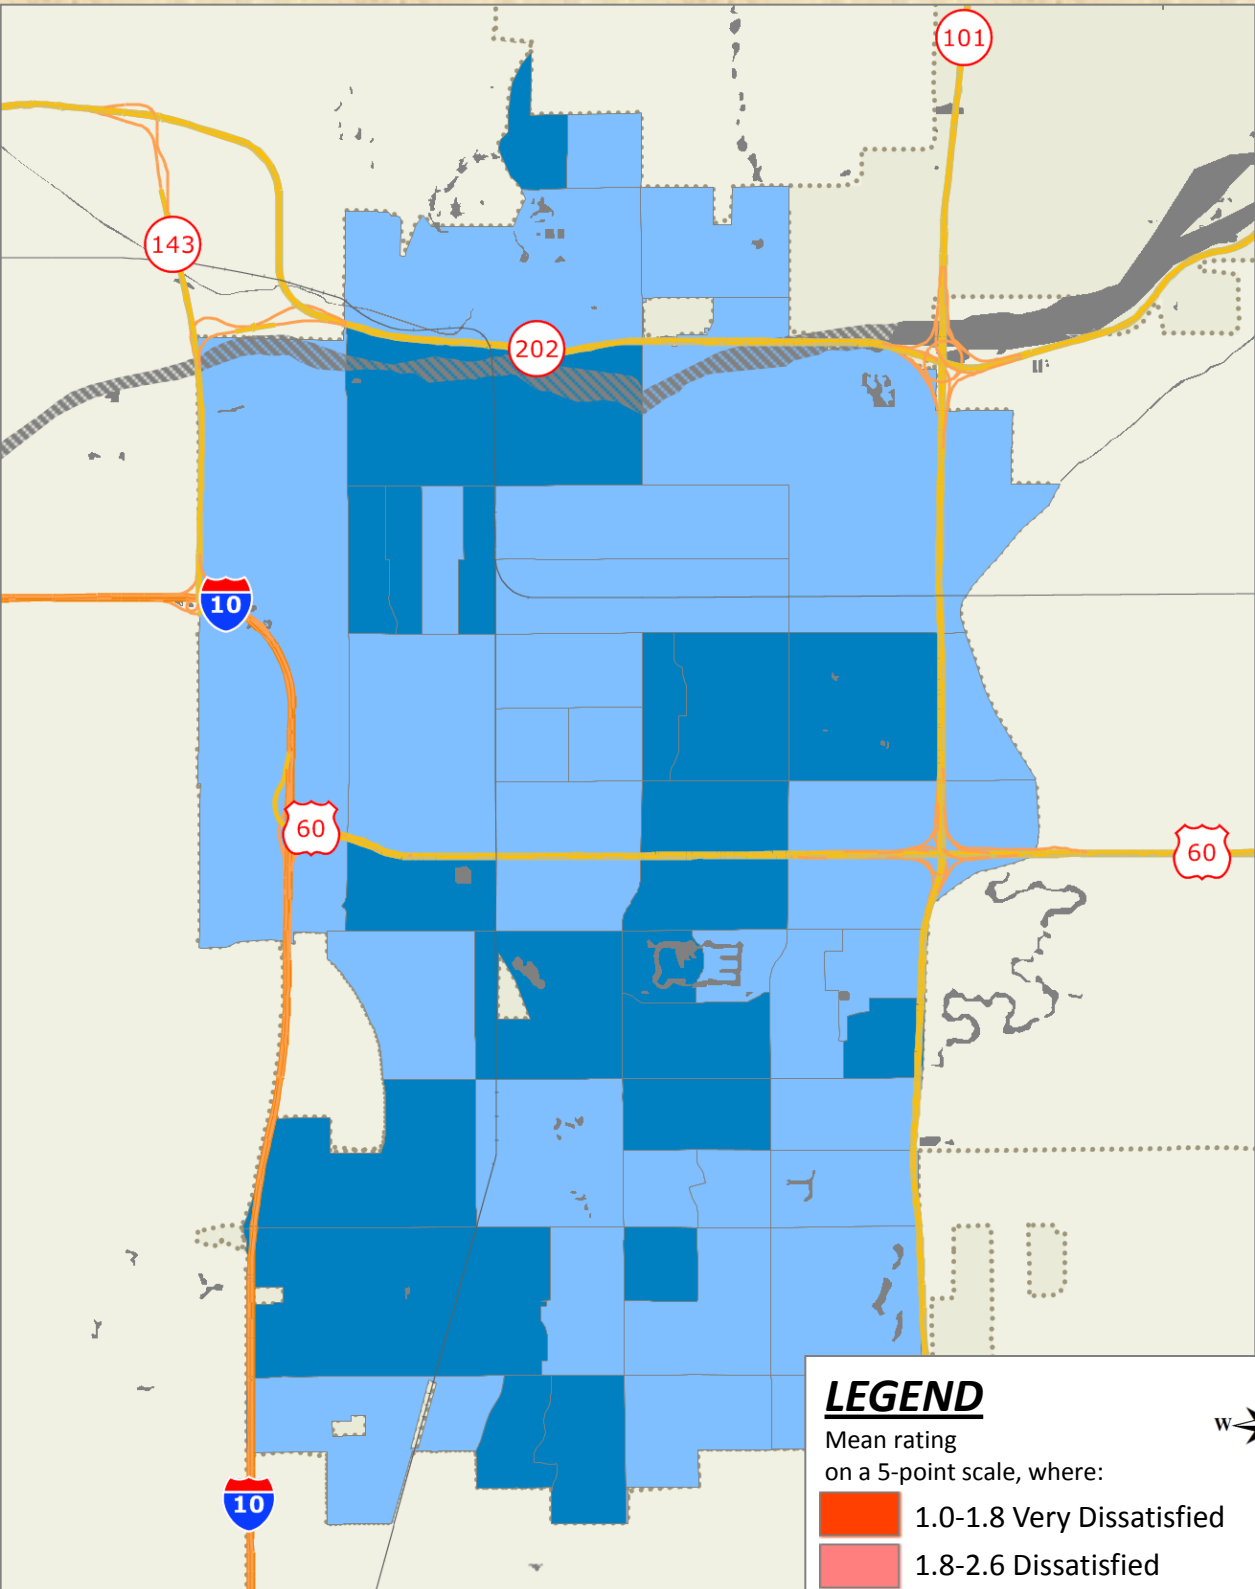 101
143
202
10
60
60
10
LEGEND
Mean rating
on a 5-point scale, where:
W
1.0-1.8 Very Dissatisfied
1.8-2.6 Dissatisfied